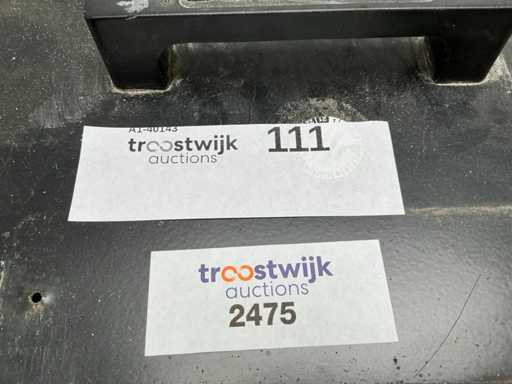 A1-40143
troostwijk 111
auctions
troostwijk
auctions
2475